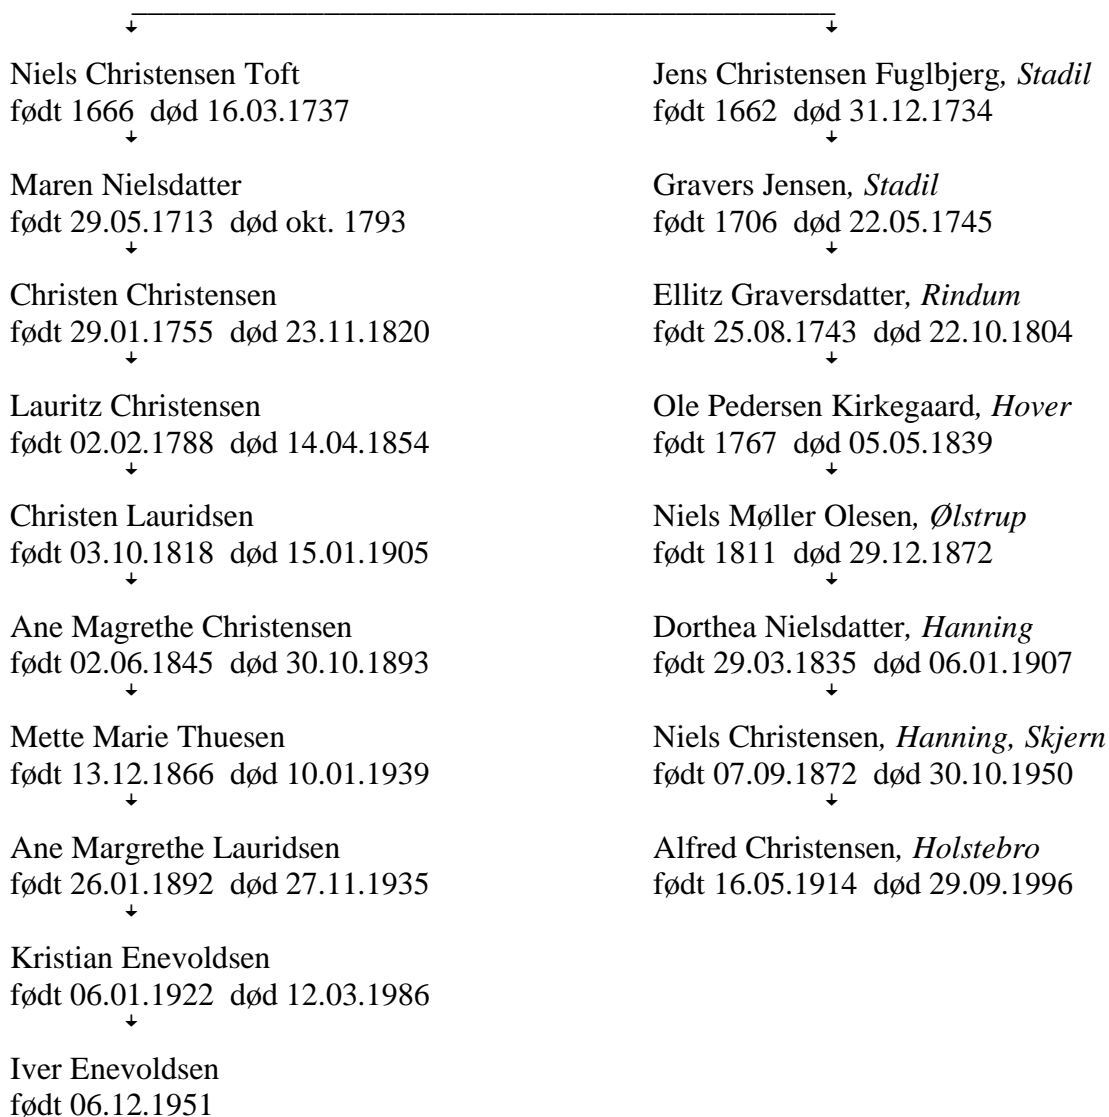 Niels Christensen Toft
født 1666 død 16.03.1737
Maren Nielsdatter
født 29.05.1713 død okt. 1793
Christen Christensen
født 29.01.1755 død 23.11.1820
Lauritz Christensen
født 02.02.1788 død 14.04.1854
Christen Lauridsen
født 03.10.1818 død 15.01.1905
Ane Magrethe Christensen
født 02.06.1845 død 30.10.1893
Mette Marie Thuesen
født 13.12.1866 død 10.01.1939
Ane Margrethe Lauridsen
født 26.01.1892 død 27.11.1935
Kristian Enevoldsen
født 06.01.1922 død 12.03.1986
Iver Enevoldsen
født 06.12.1951
Jens Christensen Fuglbjerg, Stadil
født 1662 død 31.12.1734
Gravers Jensen, Stadil
født 1706 død 22.05.1745
Ellitz Graversdatter, Rindum
født 25.08.1743 død 22.10.1804
Ole Pedersen Kirkegaard, Hover
født 1767 død 05.05.1839
Niels Møller Olesen, Ølstrup
født 1811 død 29.12.1872
Dorthea Nielsdatter, Hanning
født 29.03.1835 død 06.01.1907
Niels Christensen, Hanning, Skjern
født 07.09.1872 død 30.10.1950
Alfred Christensen, Holstebro
født 16.05.1914 død 29.09.1996